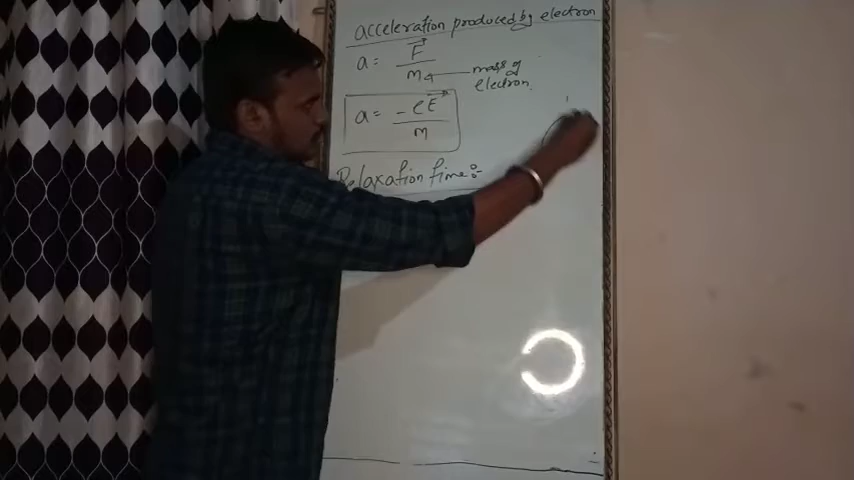 acceleration produced by electron
a = F⃗ / m ← mass of electron.
a = -eE⃗ / m
Relaxation time :-